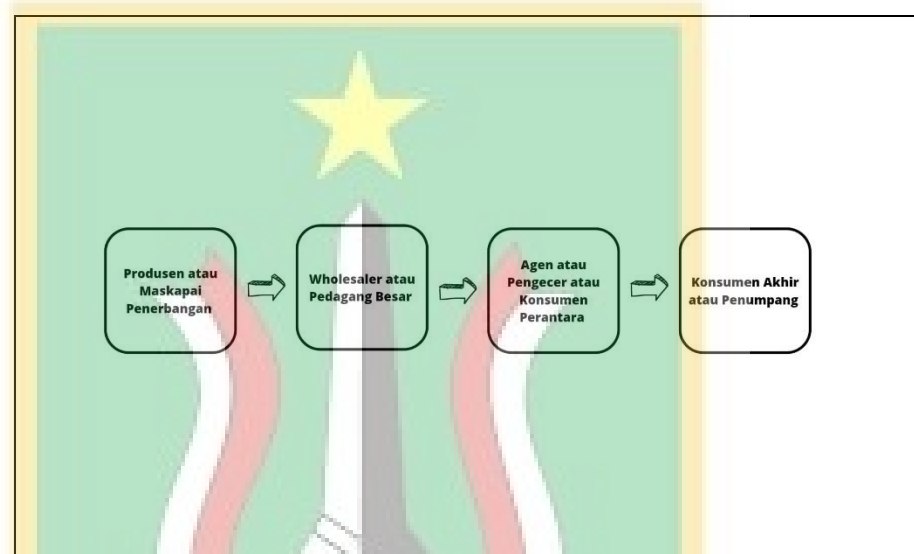 Produsen atau
Maskapai
Penerbangan
Wholesaler atau
Pedagang Besar
Agen atau
Pengecer atau
Konsumen
Perantara
Konsumen Akhir
atau Penumpang